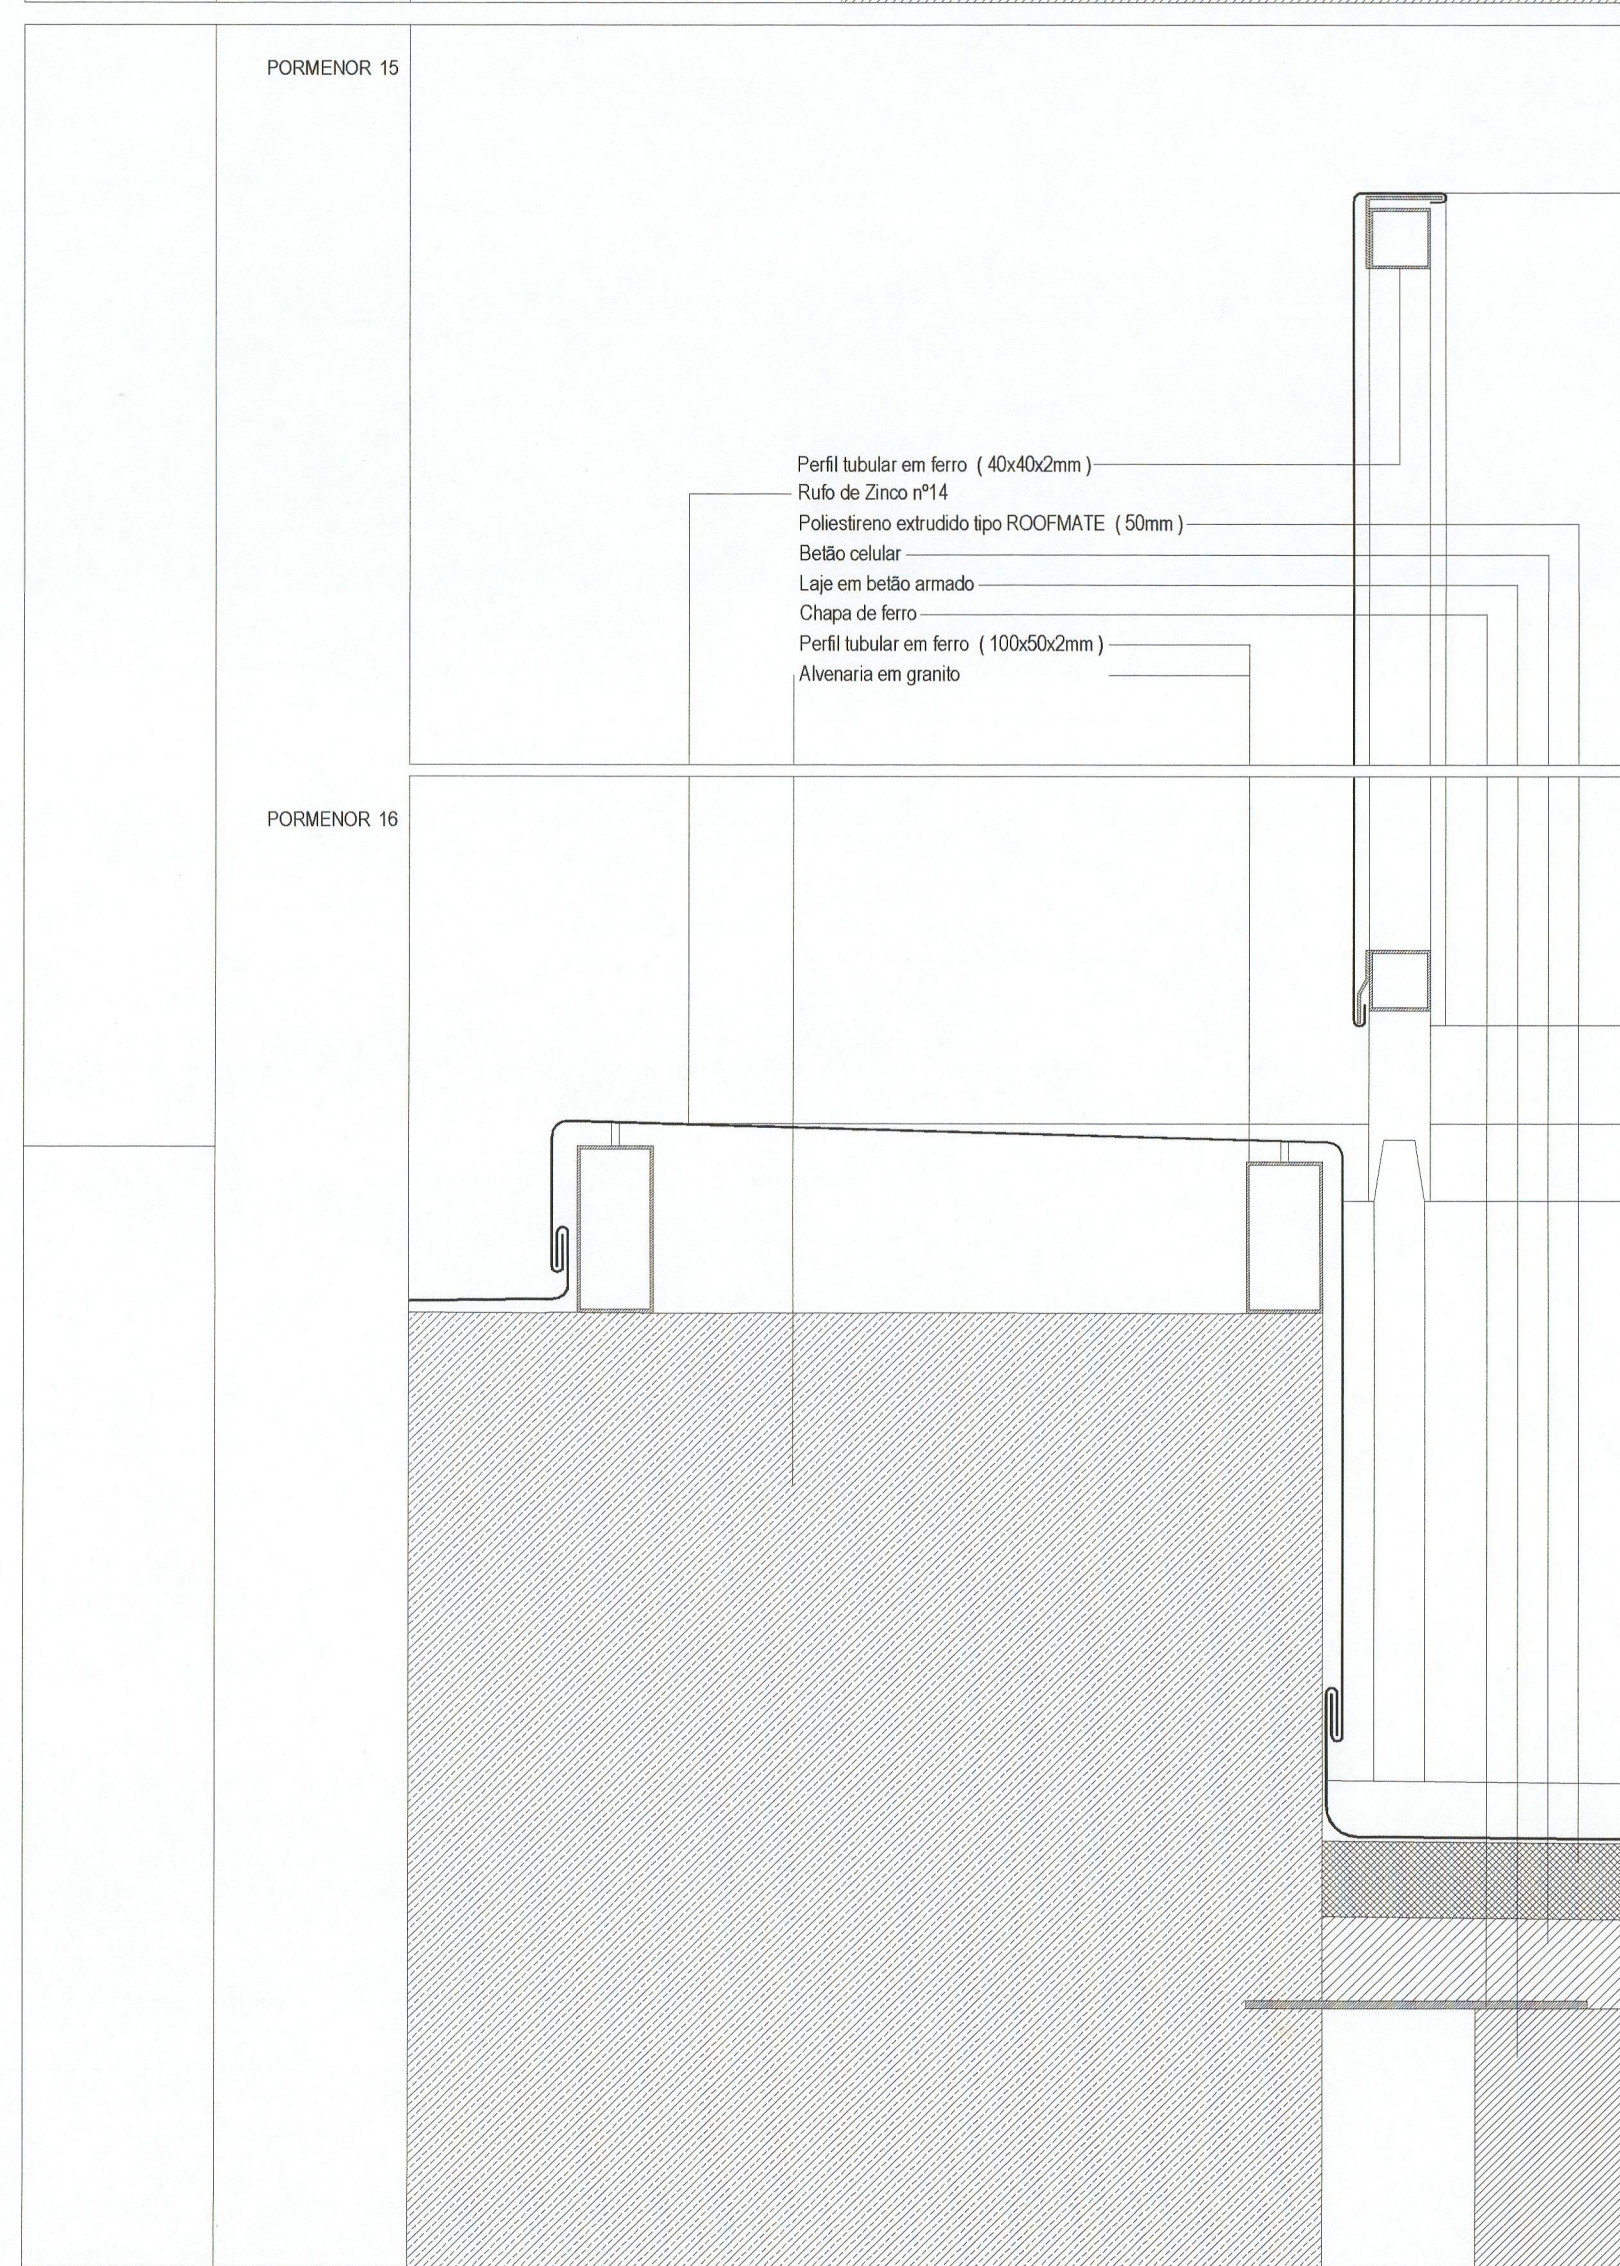 PORMENOR 15
Perfil tubular em ferro ( 40x40x2mm )
Rufo de Zinco nº14
Poliestireno extrudido tipo ROOFMATE ( 50mm )
Betão celular
Laje em betão armado
Chapa de ferro
Perfil tubular em ferro ( 100x50x2mm )
Alvenaria em granito
PORMENOR 16